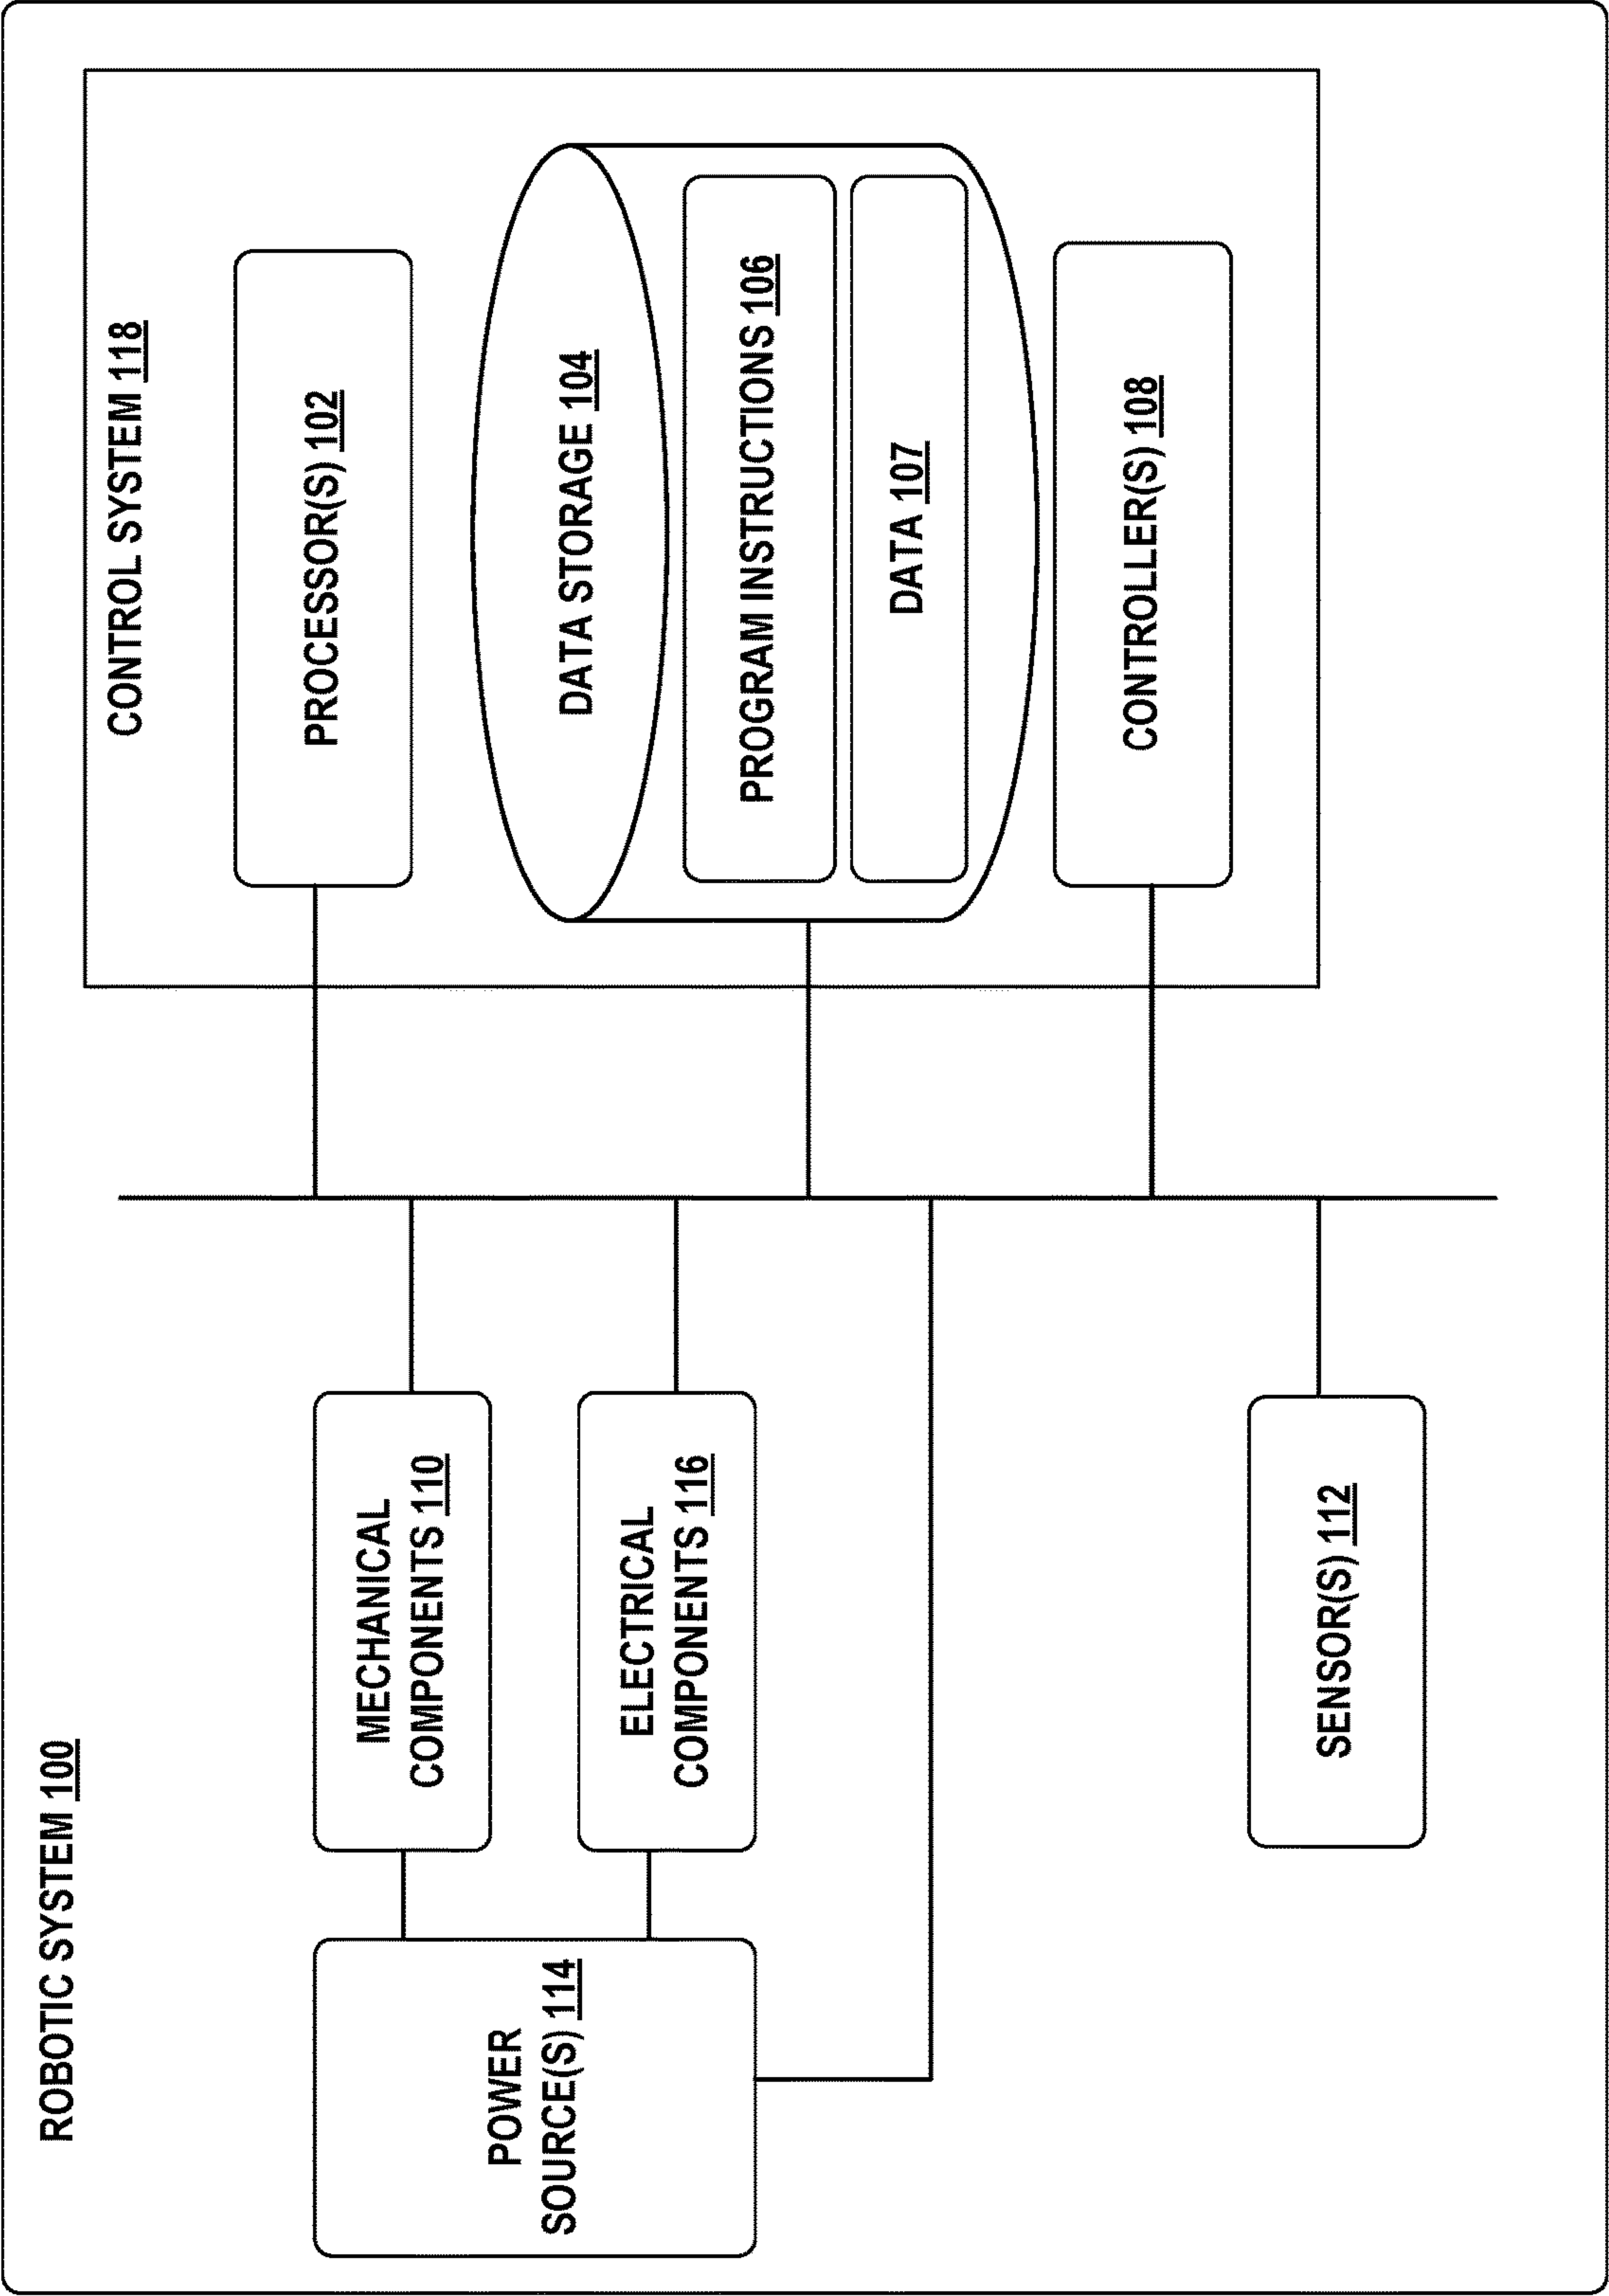 ROBOTIC SYSTEM 100
POWER
SOURCE(S) 114
MECHANICAL
COMPONENTS 110
ELECTRICAL
COMPONENTS 116
SENSOR(S) 112
CONTROL SYSTEM 118
PROCESSOR(S) 102
DATA STORAGE 104
PROGRAM INSTRUCTIONS 106
DATA 107
CONTROLLER(S) 108